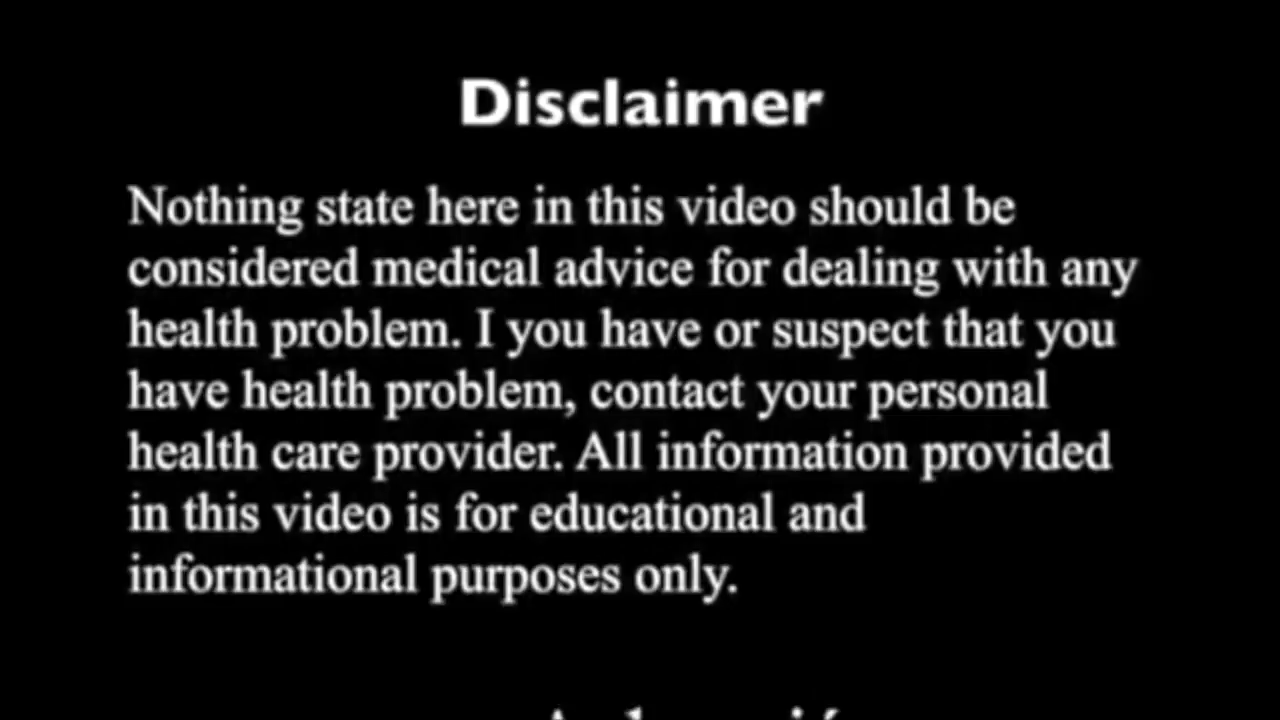 Disclaimer
Nothing state here in this video should be
considered medical advice for dealing with any
health problem. I you have or suspect that you
have health problem, contact your personal
health care provider. All information provided
in this video is for educational and
informational purposes only.